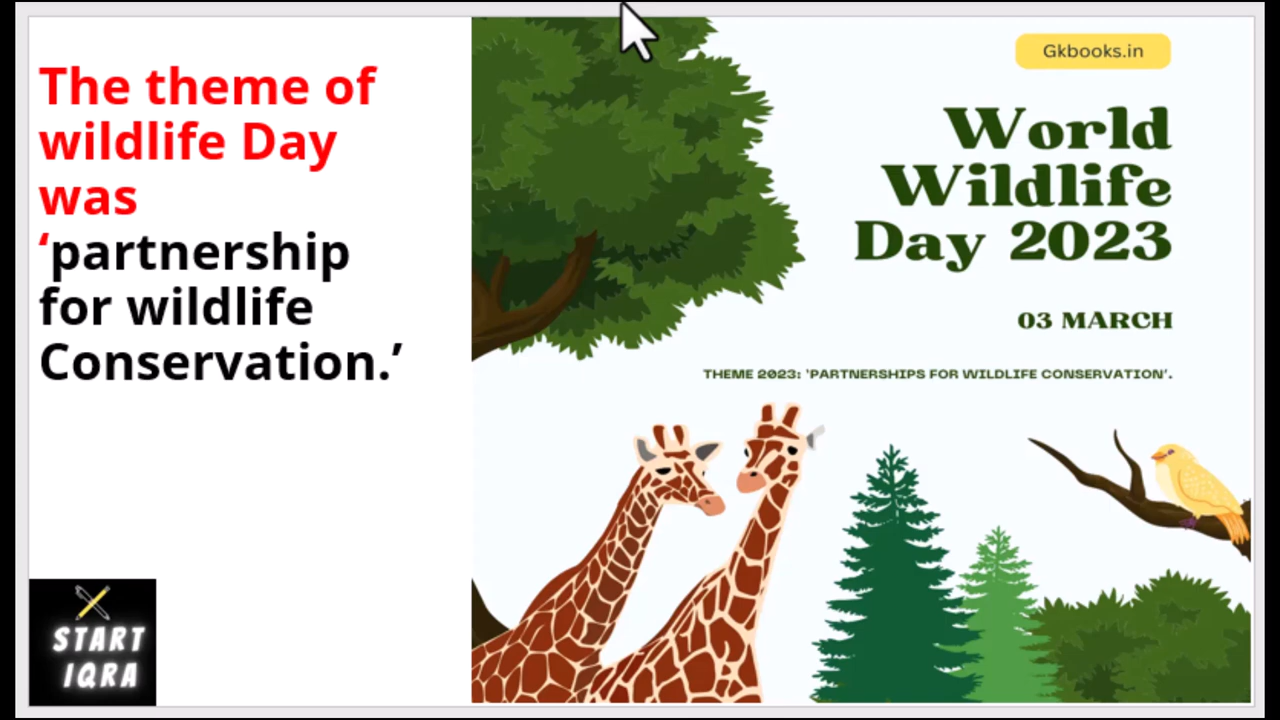 The theme of
wildlife Day
was
‘partnership
for wildlife
Conservation.’
START
IQRA
Gkbooks.in
World
Wildlife
Day 2023
03 MARCH
THEME 2023: 'PARTNERSHIPS FOR WILDLIFE CONSERVATION'.